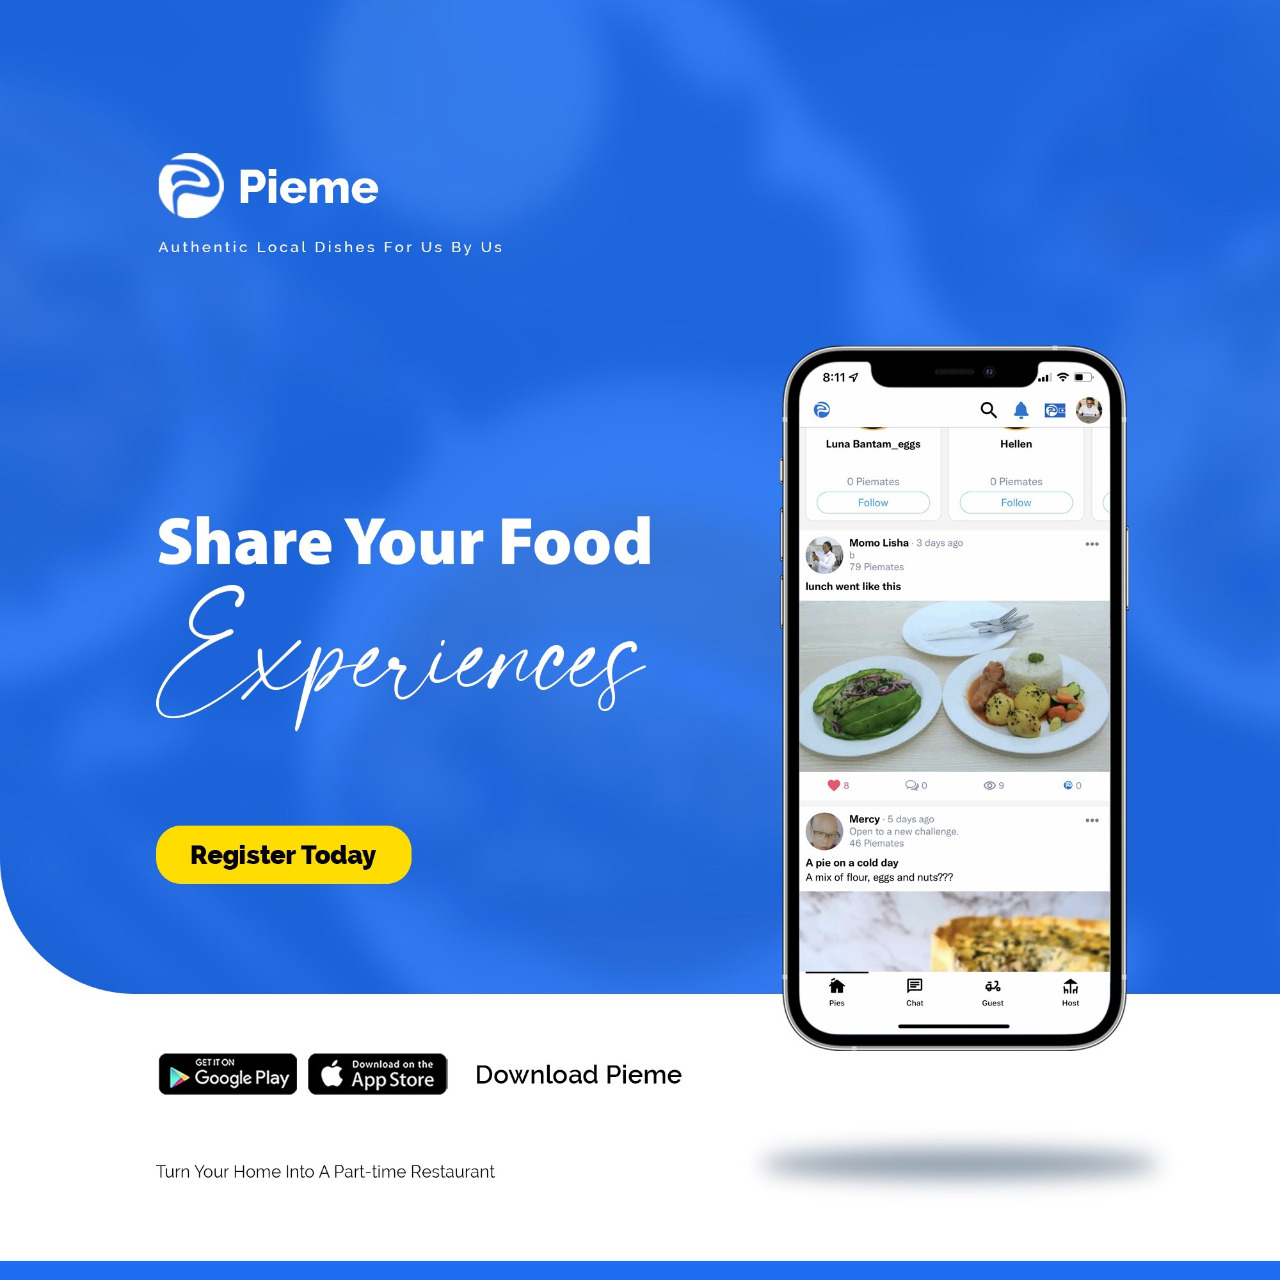 Pieme
Authentic Local Dishes For Us By Us
Share Your Food
Experiences
Register Today
8:11
Luna Bantam_eggs
0 Piemates
Follow
Hellen
0 Piemates
Follow
Momo Lisha · 3 days ago
b
79 Piemates
lunch went like this
8
0
9
0
Mercy · 5 days ago
Open to a new challenge.
46 Piemates
A pie on a cold day
A mix of flour, eggs and nuts???
Pies
Chat
Guest
Host
GET IT ON
Google Play
Download on the
App Store
Download Pieme
Turn Your Home Into A Part-time Restaurant